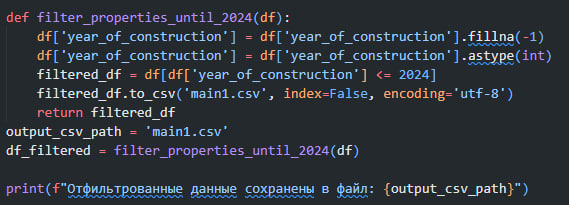 def filter_properties_until_2024(df):
    df['year_of_construction'] = df['year_of_construction'].fillna(-1)
    df['year_of_construction'] = df['year_of_construction'].astype(int)
    filtered_df = df[df['year_of_construction'] <= 2024]
    filtered_df.to_csv('main1.csv', index=False, encoding='utf-8')
    return filtered_df
output_csv_path = 'main1.csv'
df_filtered = filter_properties_until_2024(df)

print(f"Отфильтрованные данные сохранены в файл: {output_csv_path}")